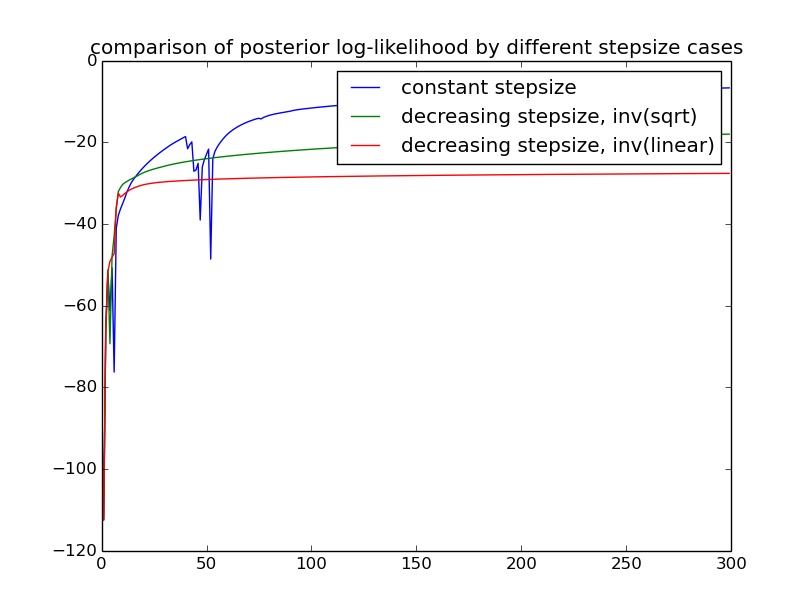 comparison of posterior log-likelihood by different stepsize cases
0
−20
−40
−60
−80
−100
−120
constant stepsize
decreasing stepsize, inv(sqrt)
decreasing stepsize, inv(linear)
0 50 100 150 200 250 300